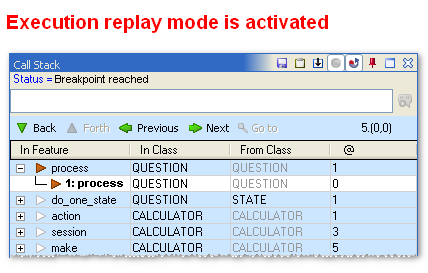 Execution replay mode is activated
Call Stack
Status = Breakpoint reached
Back Forth Previous Next Go to 5.(0,0)
In Feature In Class From Class @
process QUESTION QUESTION 1
1: process QUESTION QUESTION 0
do_one_state QUESTION STATE 1
action CALCULATOR CALCULATOR 1
session CALCULATOR CALCULATOR 3
make CALCULATOR CALCULATOR 5